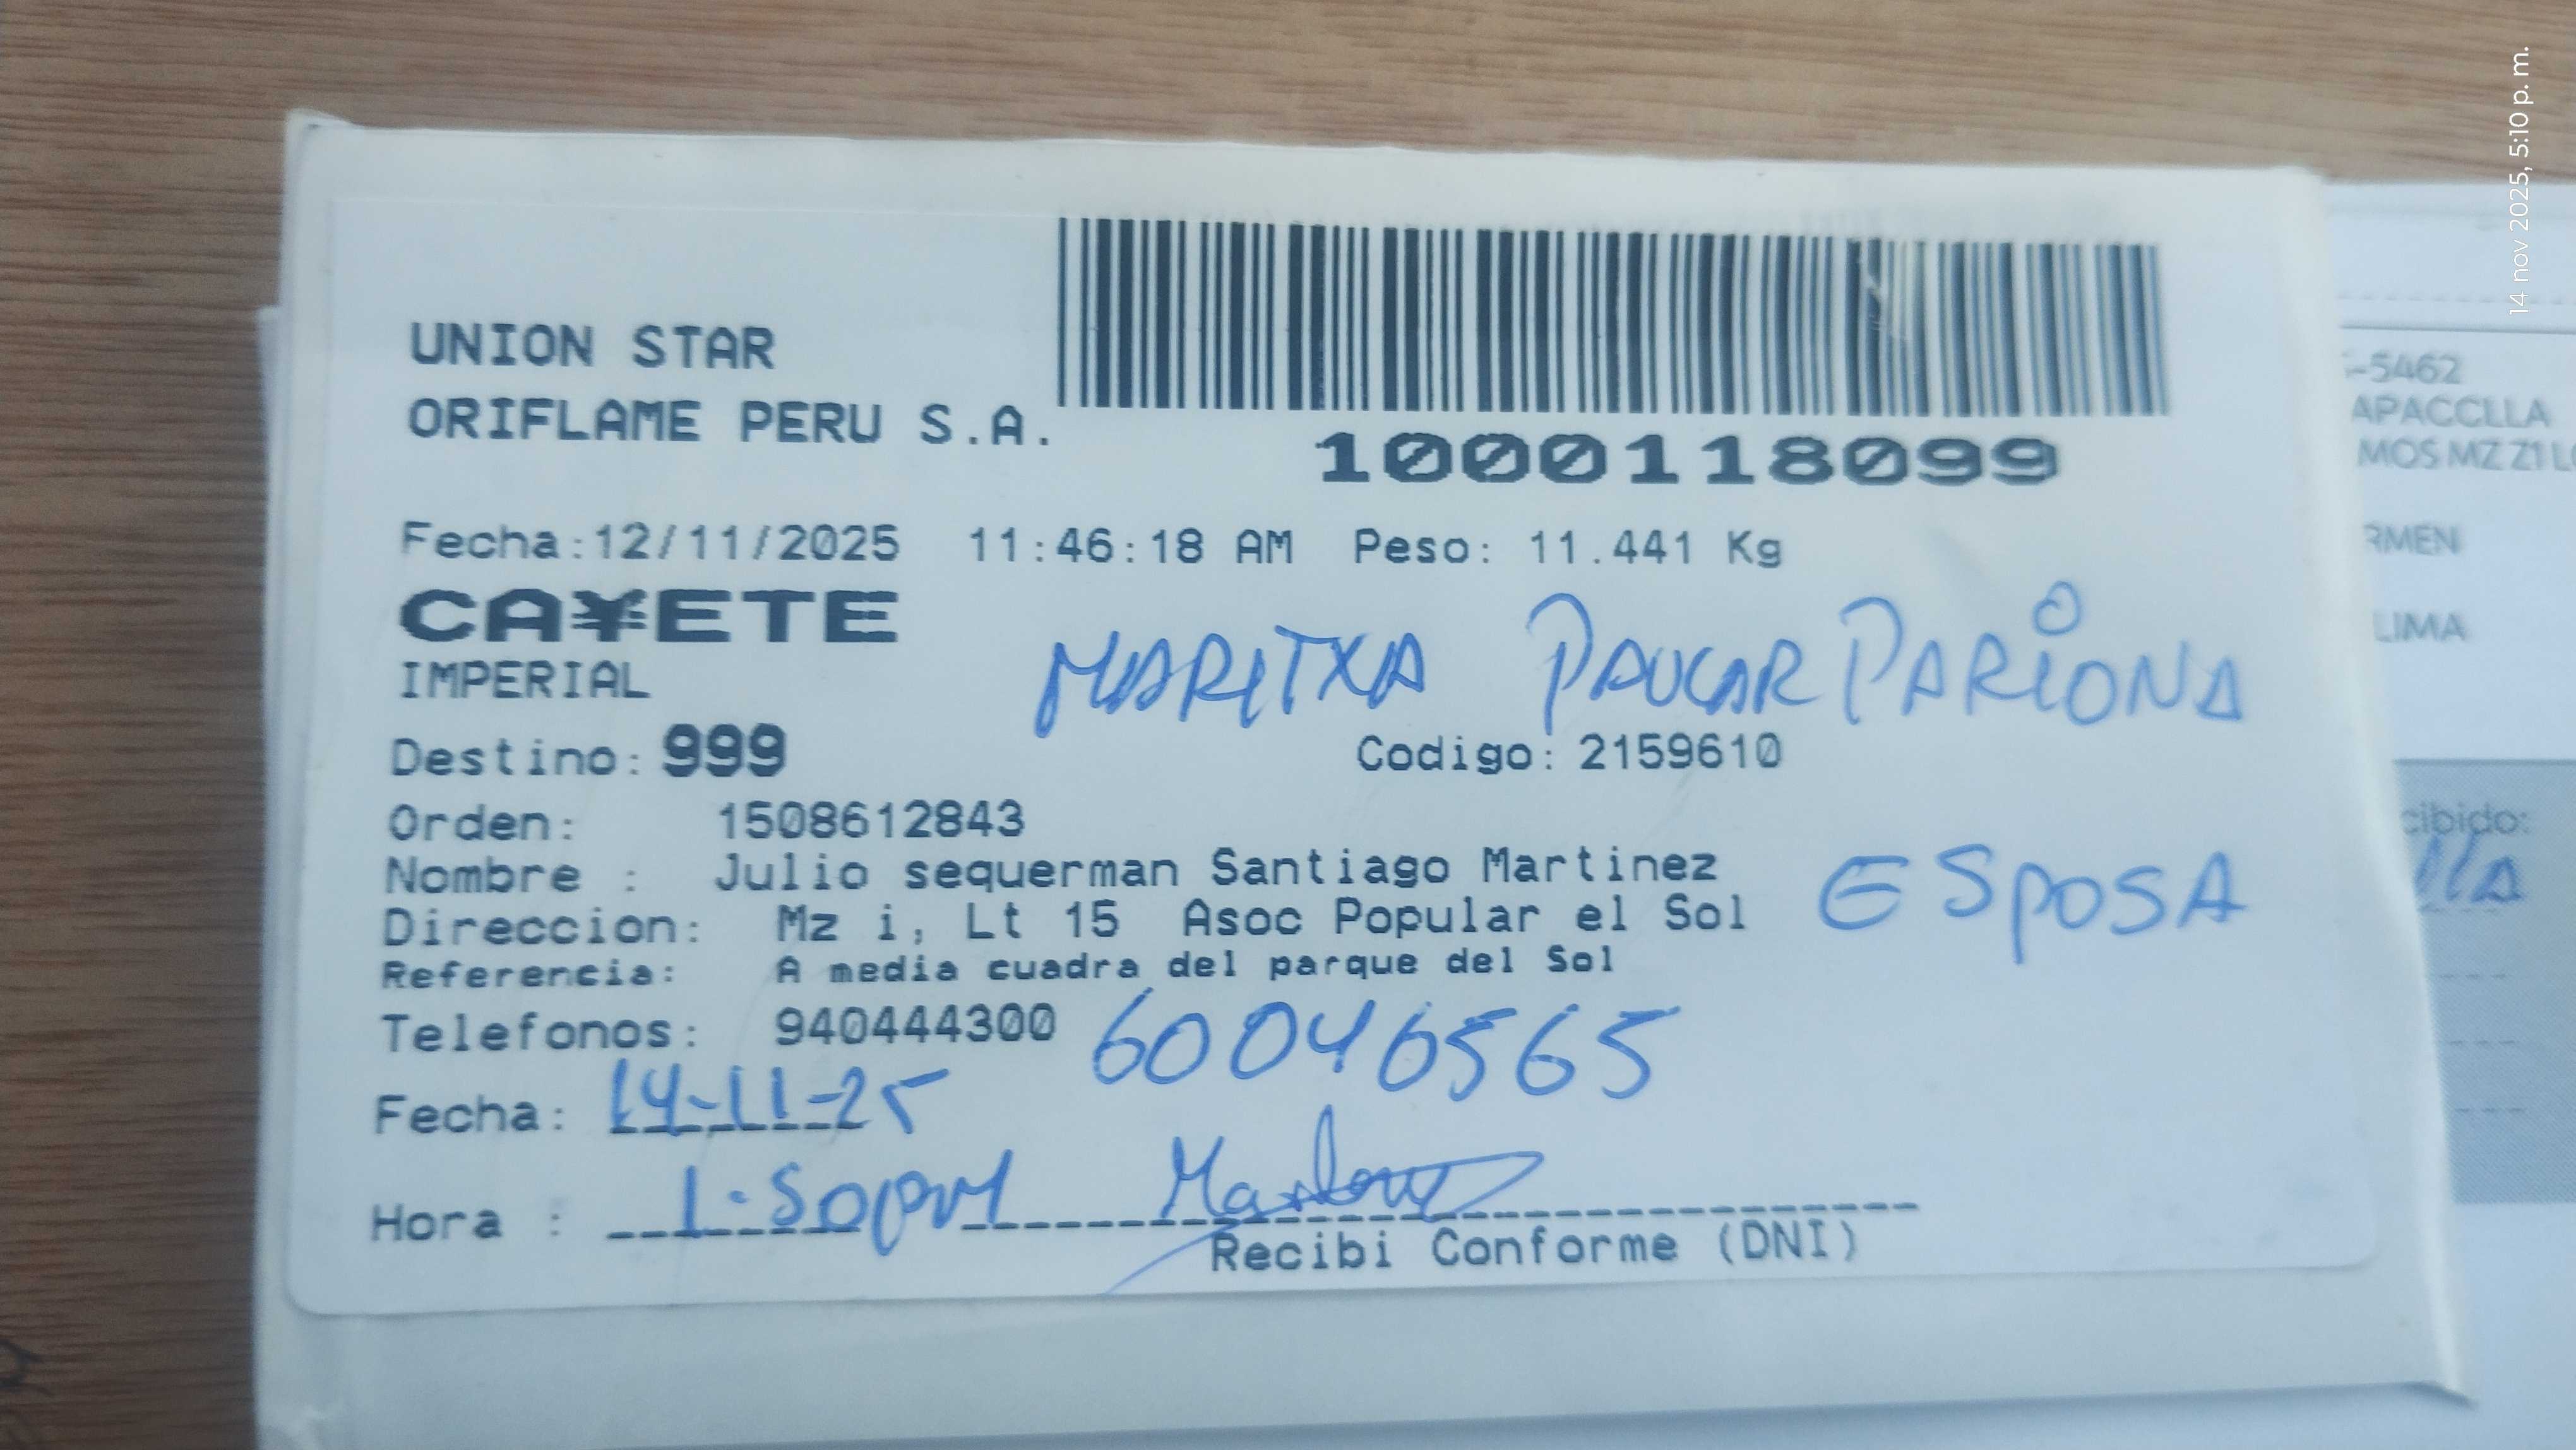 14 nov 2025, 5:10 p. m.
UNION STAR
ORIFLAME PERU S.A.
1000118099
Fecha:12/11/2025 11:46:18 AM Peso: 11.441 Kg
CA¥ETE
IMPERIAL
MARITXA PAUCAR PARIONA
Destino: 999 Codigo: 2159610
Orden: 1508612843
Nombre : Julio sequerman Santiago Martinez
ESPOSA
Direccion: Mz i, Lt 15 Asoc Popular el Sol
Referencia: A media cuadra del parque del Sol
Telefonos: 940444300 60046565
Fecha: 14-11-25
Hora : 1:50pm
Recibi Conforme (DNI)
-5462
APACCLLA
MOS MZ Z1 L
RMEN
LIMA
cibido:
lla